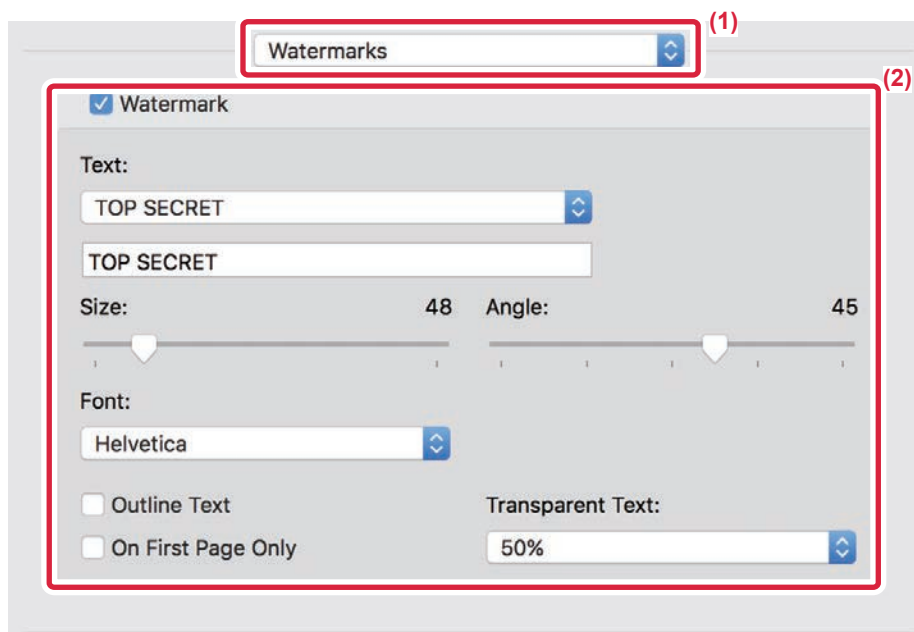 (1)
Watermarks
(2)
Watermark
Text:
TOP SECRET
TOP SECRET
Size: 48 Angle: 45
Font:
Helvetica
Outline Text Transparent Text:
On First Page Only 50%